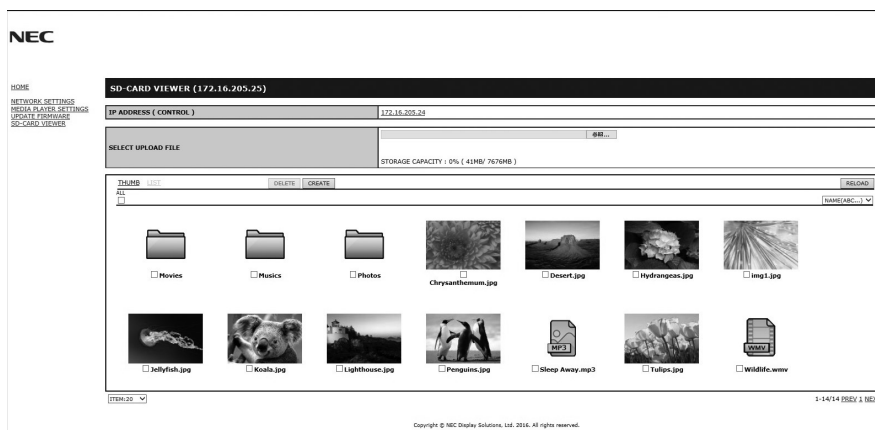 NEC
HOME
NETWORK SETTINGS
MEDIA PLAYER SETTINGS
UPDATE FIRMWARE
SD-CARD VIEWER
SD-CARD VIEWER (172.16.205.25)
IP ADDRESS ( CONTROL )
172.16.205.24
SELECT UPLOAD FILE
参照...
STORAGE CAPACITY : 0% ( 41MB/ 7676MB )
THUMB LIST DELETE CREATE RELOAD
ALL
NAME(ABC...)
Movies Musics Photos Chrysanthemum.jpg Desert.jpg Hydrangeas.jpg img1.jpg
MP3 WMV
Jellyfish.jpg Koala.jpg Lighthouse.jpg Penguins.jpg Sleep Away.mp3 Tulips.jpg Wildlife.wmv
ITEM:20 1-14/14 PREV 1
Copyright © NEC Display Solutions, Ltd. 2016. All rights reserved.